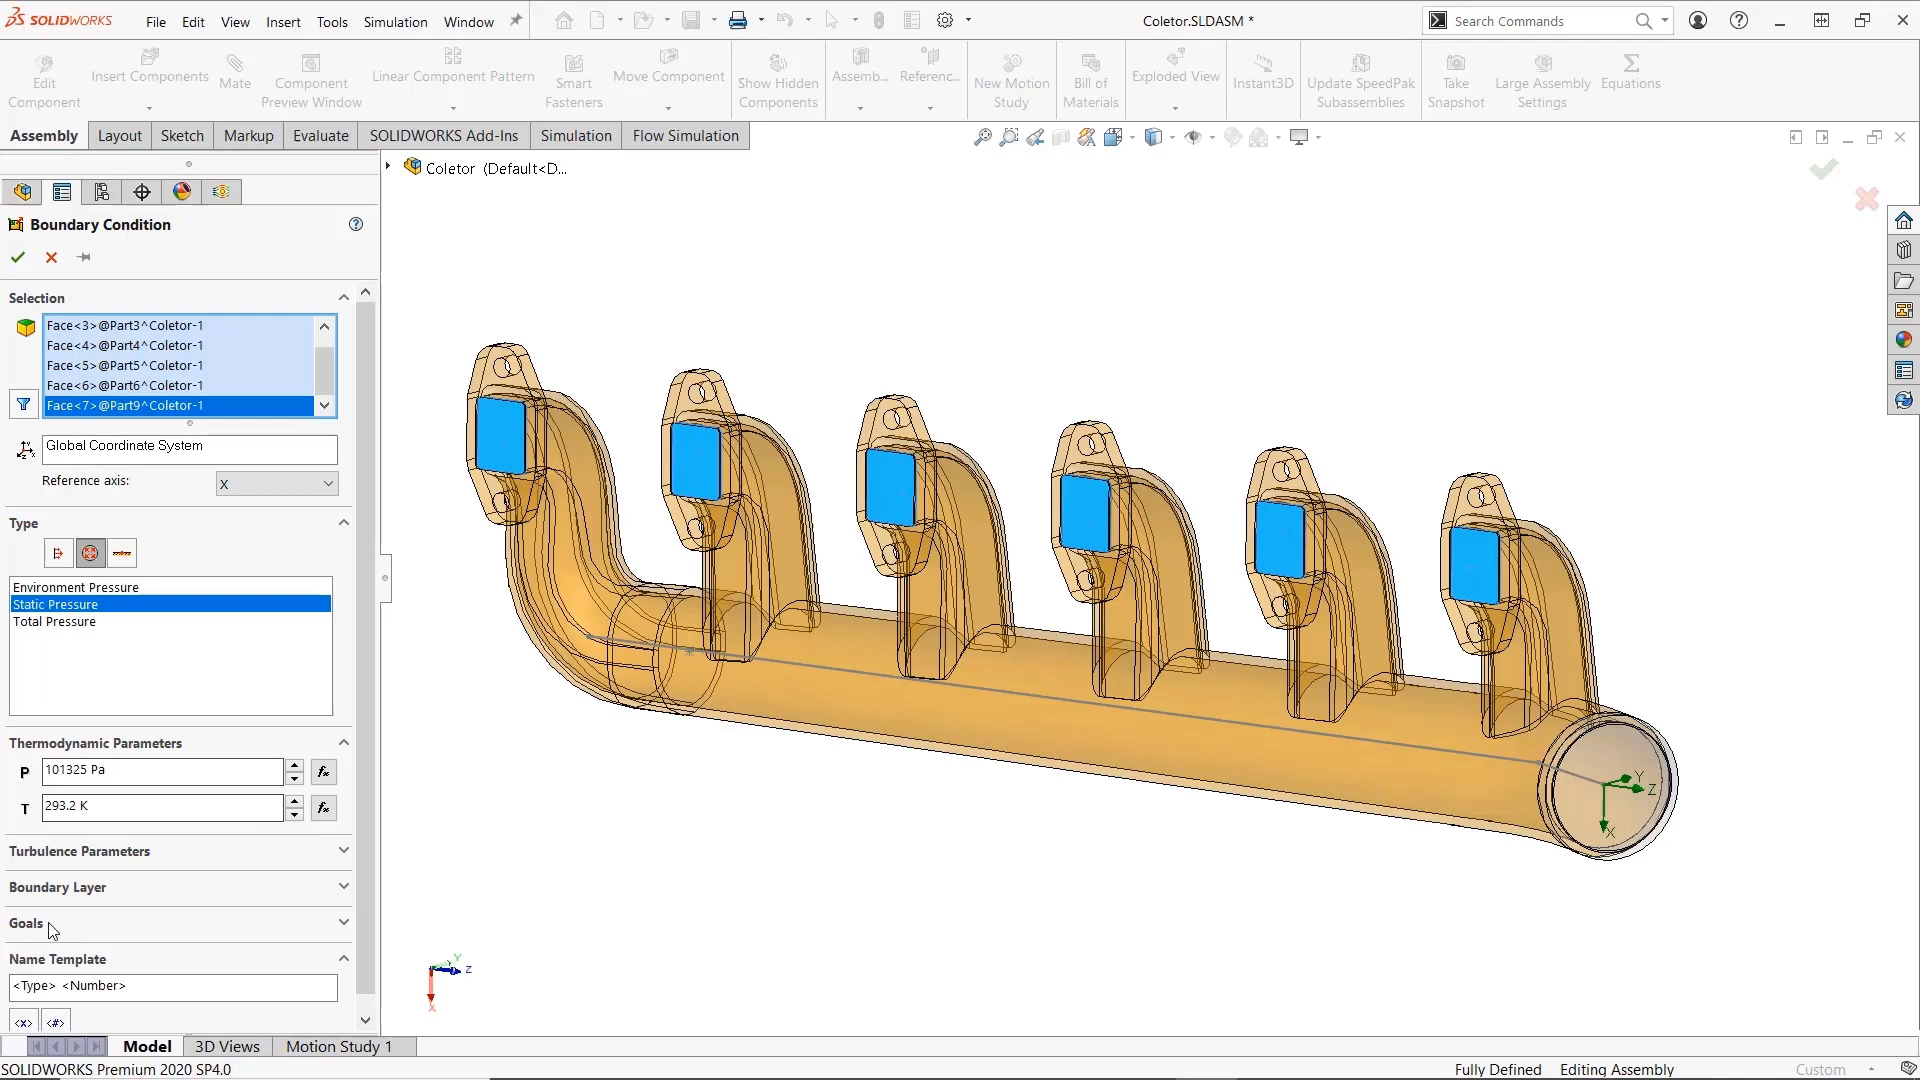 SOLIDWORKS
File Edit View Insert Tools Simulation Window
Coletor.SLDASM *
Search Commands
Edit Component
Insert Components
Mate
Component Preview Window
Linear Component Pattern
Smart Fasteners
Move Component
Show Hidden Components
Assemb...
Referenc...
New Motion Study
Bill of Materials
Exploded View
Instant3D
Update SpeedPak Subassemblies
Take Snapshot
Large Assembly Settings
Equations
Assembly Layout Sketch Markup Evaluate SOLIDWORKS Add-Ins Simulation Flow Simulation
Coletor (Default<D...
Boundary Condition
Selection
Face<3>@Part3^Coletor-1
Face<4>@Part4^Coletor-1
Face<5>@Part5^Coletor-1
Face<6>@Part6^Coletor-1
Face<7>@Part9^Coletor-1
Global Coordinate System
Reference axis: X
Type
Environment Pressure
Static Pressure
Total Pressure
Thermodynamic Parameters
P 101325 Pa fx
T 293.2 K fx
Turbulence Parameters
Boundary Layer
Goals
Name Template
<Type> <Number>
<x> <#>
Y
Z
X
Y
Z
X
Model 3D Views Motion Study 1
SOLIDWORKS Premium 2020 SP4.0
Fully Defined Editing Assembly Custom